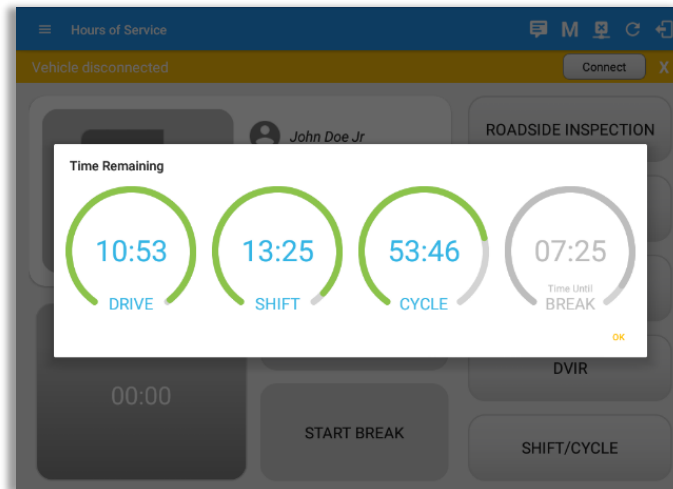 Hours of Service
M
Vehicle disconnected
Connect
X
John Doe Jr
ROADSIDE INSPECTION
Time Remaining
10:53
DRIVE
13:25
SHIFT
53:46
CYCLE
07:25
Time Until
BREAK
OK
00:00
START BREAK
DVIR
SHIFT/CYCLE